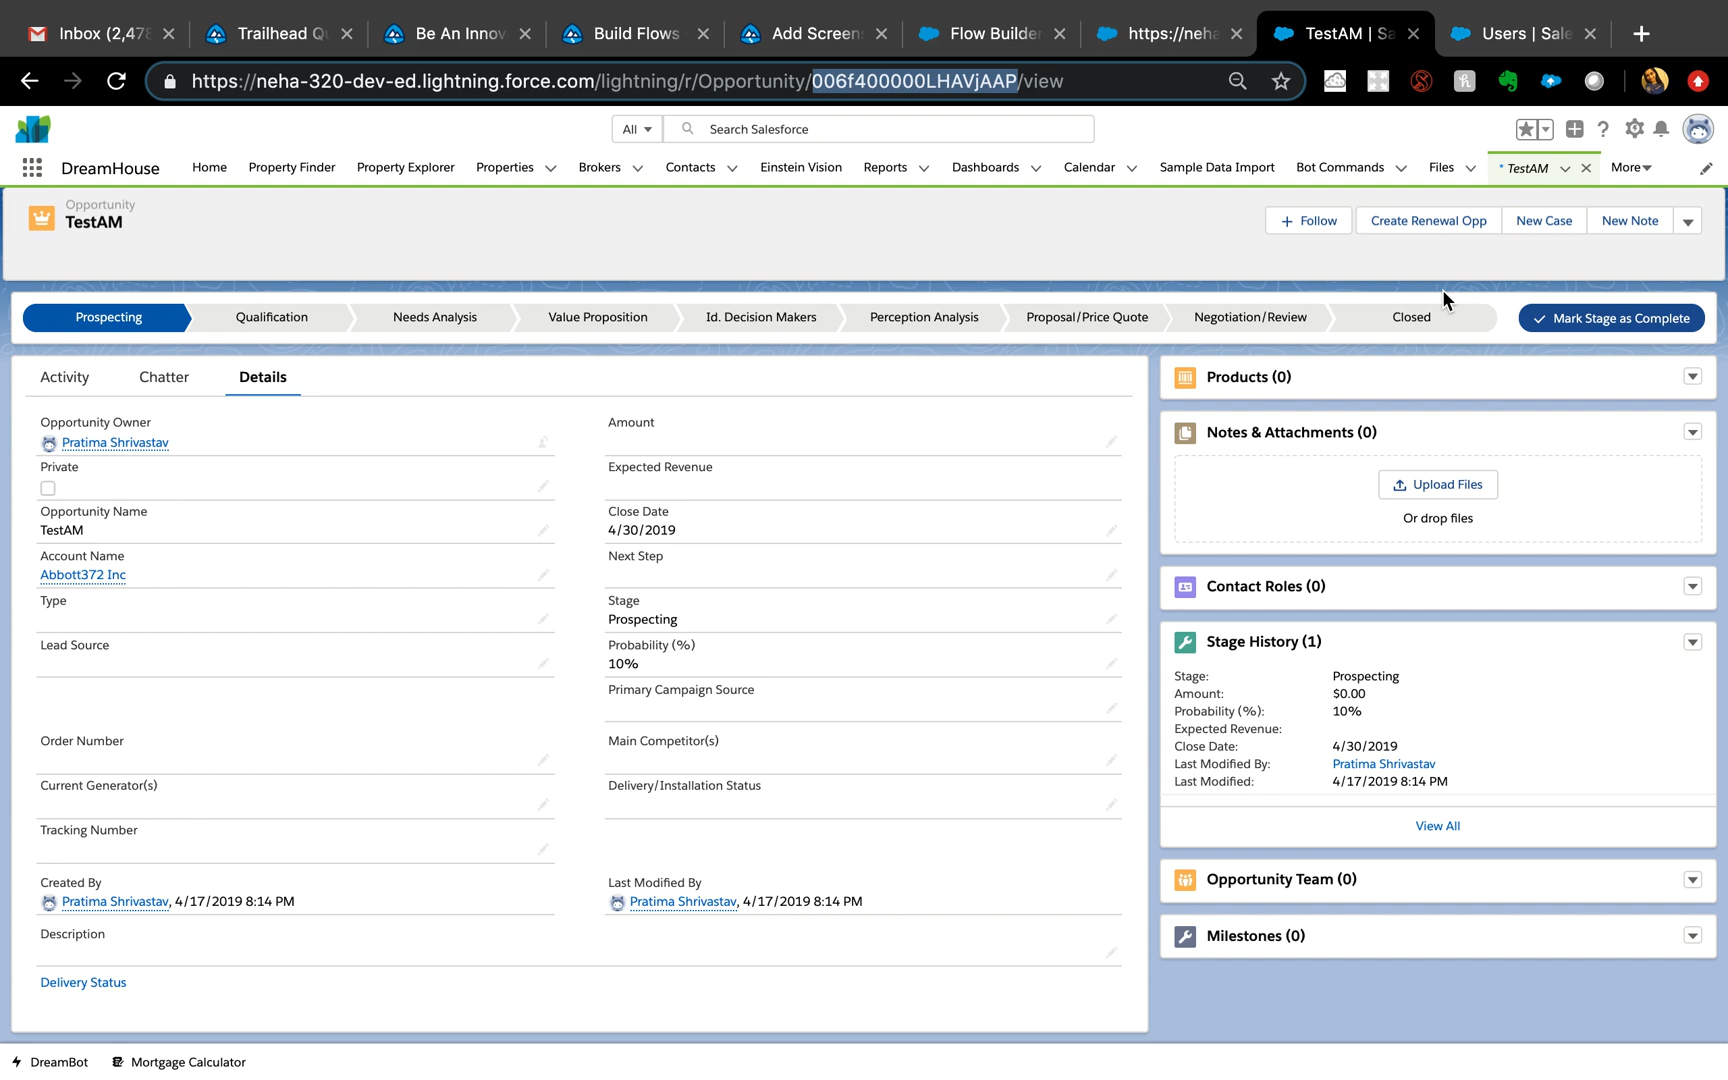 Inbox (2,478
Trailhead Q
Be An Innov
Build Flows
Add Screen
Flow Builder
https://neha
TestAM | Sa
Users | Sale
https://neha-320-dev-ed.lightning.force.com/lightning/r/Opportunity/006f400000LHAVjAAP/view
All
Search Salesforce
DreamHouse
Home
Property Finder
Property Explorer
Properties
Brokers
Contacts
Einstein Vision
Reports
Dashboards
Calendar
Sample Data Import
Bot Commands
Files
* TestAM
More
Opportunity
TestAM
+ Follow
Create Renewal Opp
New Case
New Note
Prospecting
Qualification
Needs Analysis
Value Proposition
Id. Decision Makers
Perception Analysis
Proposal/Price Quote
Negotiation/Review
Closed
Mark Stage as Complete
Activity
Chatter
Details
Opportunity Owner
Pratima Shrivastav
Private
Opportunity Name
TestAM
Account Name
Abbott372 Inc
Type
Lead Source
Order Number
Current Generator(s)
Tracking Number
Created By
Pratima Shrivastav, 4/17/2019 8:14 PM
Description
Delivery Status
Amount
Expected Revenue
Close Date
4/30/2019
Next Step
Stage
Prospecting
Probability (%)
10%
Primary Campaign Source
Main Competitor(s)
Delivery/Installation Status
Last Modified By
Pratima Shrivastav, 4/17/2019 8:14 PM
Products (0)
Notes & Attachments (0)
Upload Files
Or drop files
Contact Roles (0)
Stage History (1)
Stage: Prospecting
Amount: $0.00
Probability (%): 10%
Expected Revenue:
Close Date: 4/30/2019
Last Modified By: Pratima Shrivastav
Last Modified: 4/17/2019 8:14 PM
View All
Opportunity Team (0)
Milestones (0)
DreamBot
Mortgage Calculator